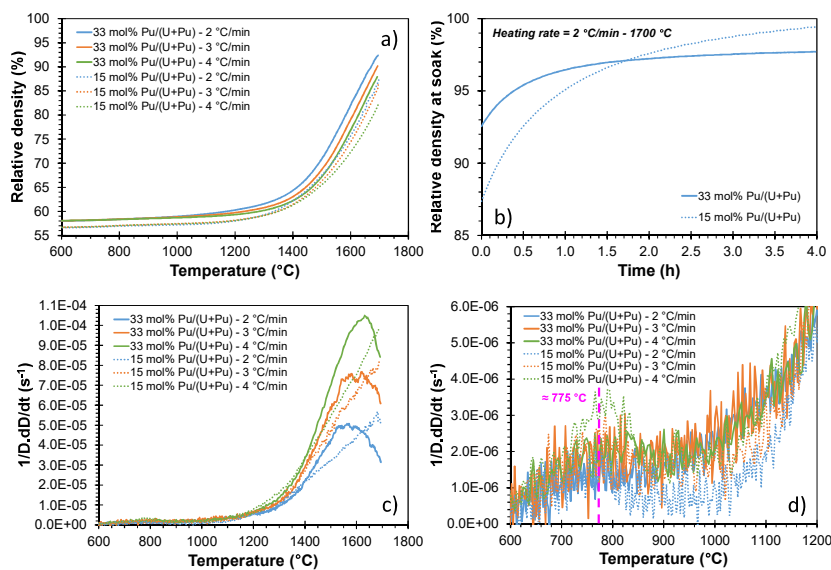 a)
33 mol% Pu/(U+Pu) - 2 °C/min
33 mol% Pu/(U+Pu) - 3 °C/min
33 mol% Pu/(U+Pu) - 4 °C/min
15 mol% Pu/(U+Pu) - 2 °C/min
15 mol% Pu/(U+Pu) - 3 °C/min
15 mol% Pu/(U+Pu) - 4 °C/min
Relative density (%)
100
95
90
85
80
75
70
65
60
55
600 800 1000 1200 1400 1600 1800
Temperature (°C)
Heating rate = 2 °C/min - 1700 °C
Relative density at soak (%)
100
97
94
91
88
85
33 mol% Pu/(U+Pu)
15 mol% Pu/(U+Pu)
b)
0.0 0.5 1.0 1.5 2.0 2.5 3.0 3.5 4.0
Time (h)
33 mol% Pu/(U+Pu) - 2 °C/min
33 mol% Pu/(U+Pu) - 3 °C/min
33 mol% Pu/(U+Pu) - 4 °C/min
15 mol% Pu/(U+Pu) - 2 °C/min
15 mol% Pu/(U+Pu) - 3 °C/min
15 mol% Pu/(U+Pu) - 4 °C/min
1/D.dD/dt (s⁻¹)
1.1E-04
1.0E-04
9.0E-05
8.0E-05
7.0E-05
6.0E-05
5.0E-05
4.0E-05
3.0E-05
2.0E-05
1.0E-05
0.0E+00
c)
600 800 1000 1200 1400 1600 1800
Temperature (°C)
33 mol% Pu/(U+Pu) - 2 °C/min
33 mol% Pu/(U+Pu) - 3 °C/min
33 mol% Pu/(U+Pu) - 4 °C/min
15 mol% Pu/(U+Pu) - 2 °C/min
15 mol% Pu/(U+Pu) - 3 °C/min
15 mol% Pu/(U+Pu) - 4 °C/min
≈ 775 °C
1/D.dD/dt (s⁻¹)
6.0E-06
5.0E-06
4.0E-06
3.0E-06
2.0E-06
1.0E-06
0.0E+00
d)
600 700 800 900 1000 1100 1200
Temperature (°C)